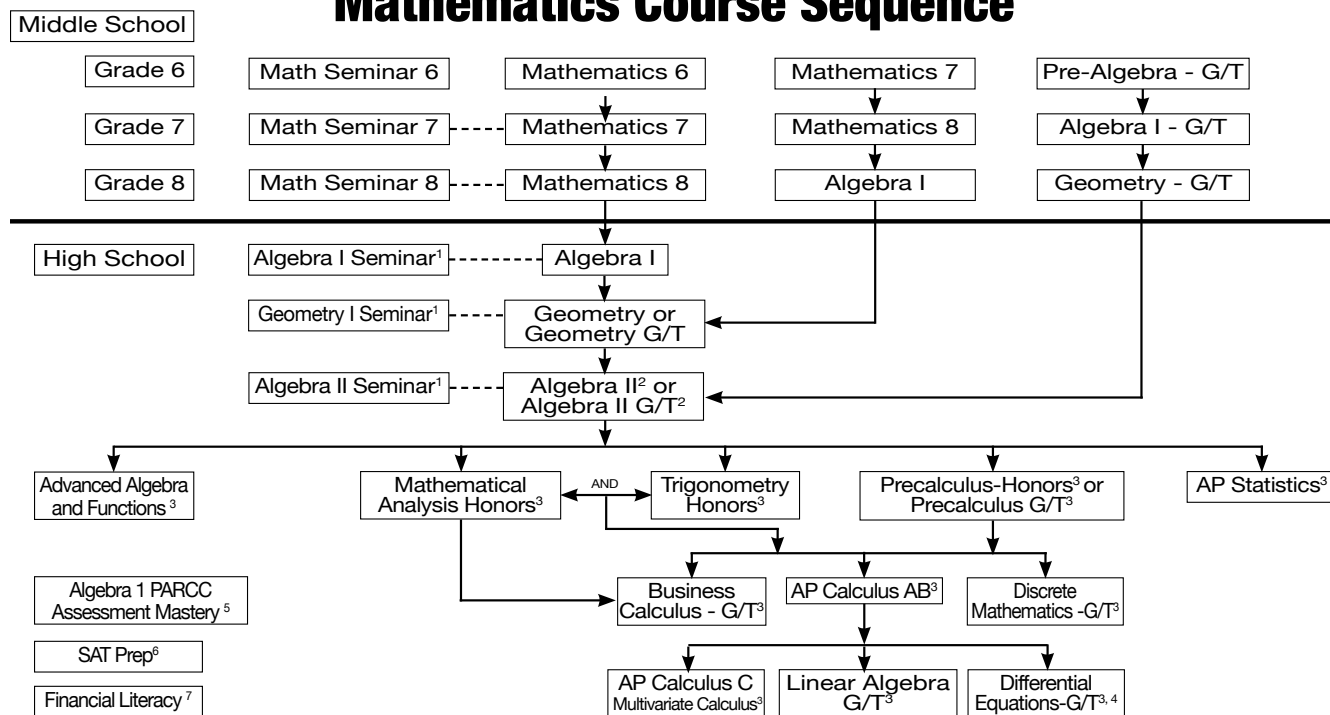 Mathematics Course Sequence
Middle School
Grade 6
Math Seminar 6
Mathematics 6
Mathematics 7
Pre-Algebra - G/T
Grade 7
Math Seminar 7
Mathematics 7
Mathematics 8
Algebra I - G/T
Grade 8
Math Seminar 8
Mathematics 8
Algebra I
Geometry - G/T
High School
Algebra I Seminar¹
Algebra I
Geometry I Seminar¹
Geometry or
Geometry G/T
Algebra II Seminar¹
Algebra II² or
Algebra II G/T²
Advanced Algebra
and Functions ³
Mathematical
Analysis Honors³
AND
Trigonometry
Honors³
Precalculus-Honors³ or
Precalculus G/T³
AP Statistics³
Algebra 1 PARCC
Assessment Mastery ⁵
Business
Calculus - G/T³
AP Calculus AB³
Discrete
Mathematics -G/T³
SAT Prep⁶
Financial Literacy ⁷
AP Calculus C
Multivariate Calculus³
Linear Algebra
G/T³
Differential
Equations-G/T³, ⁴